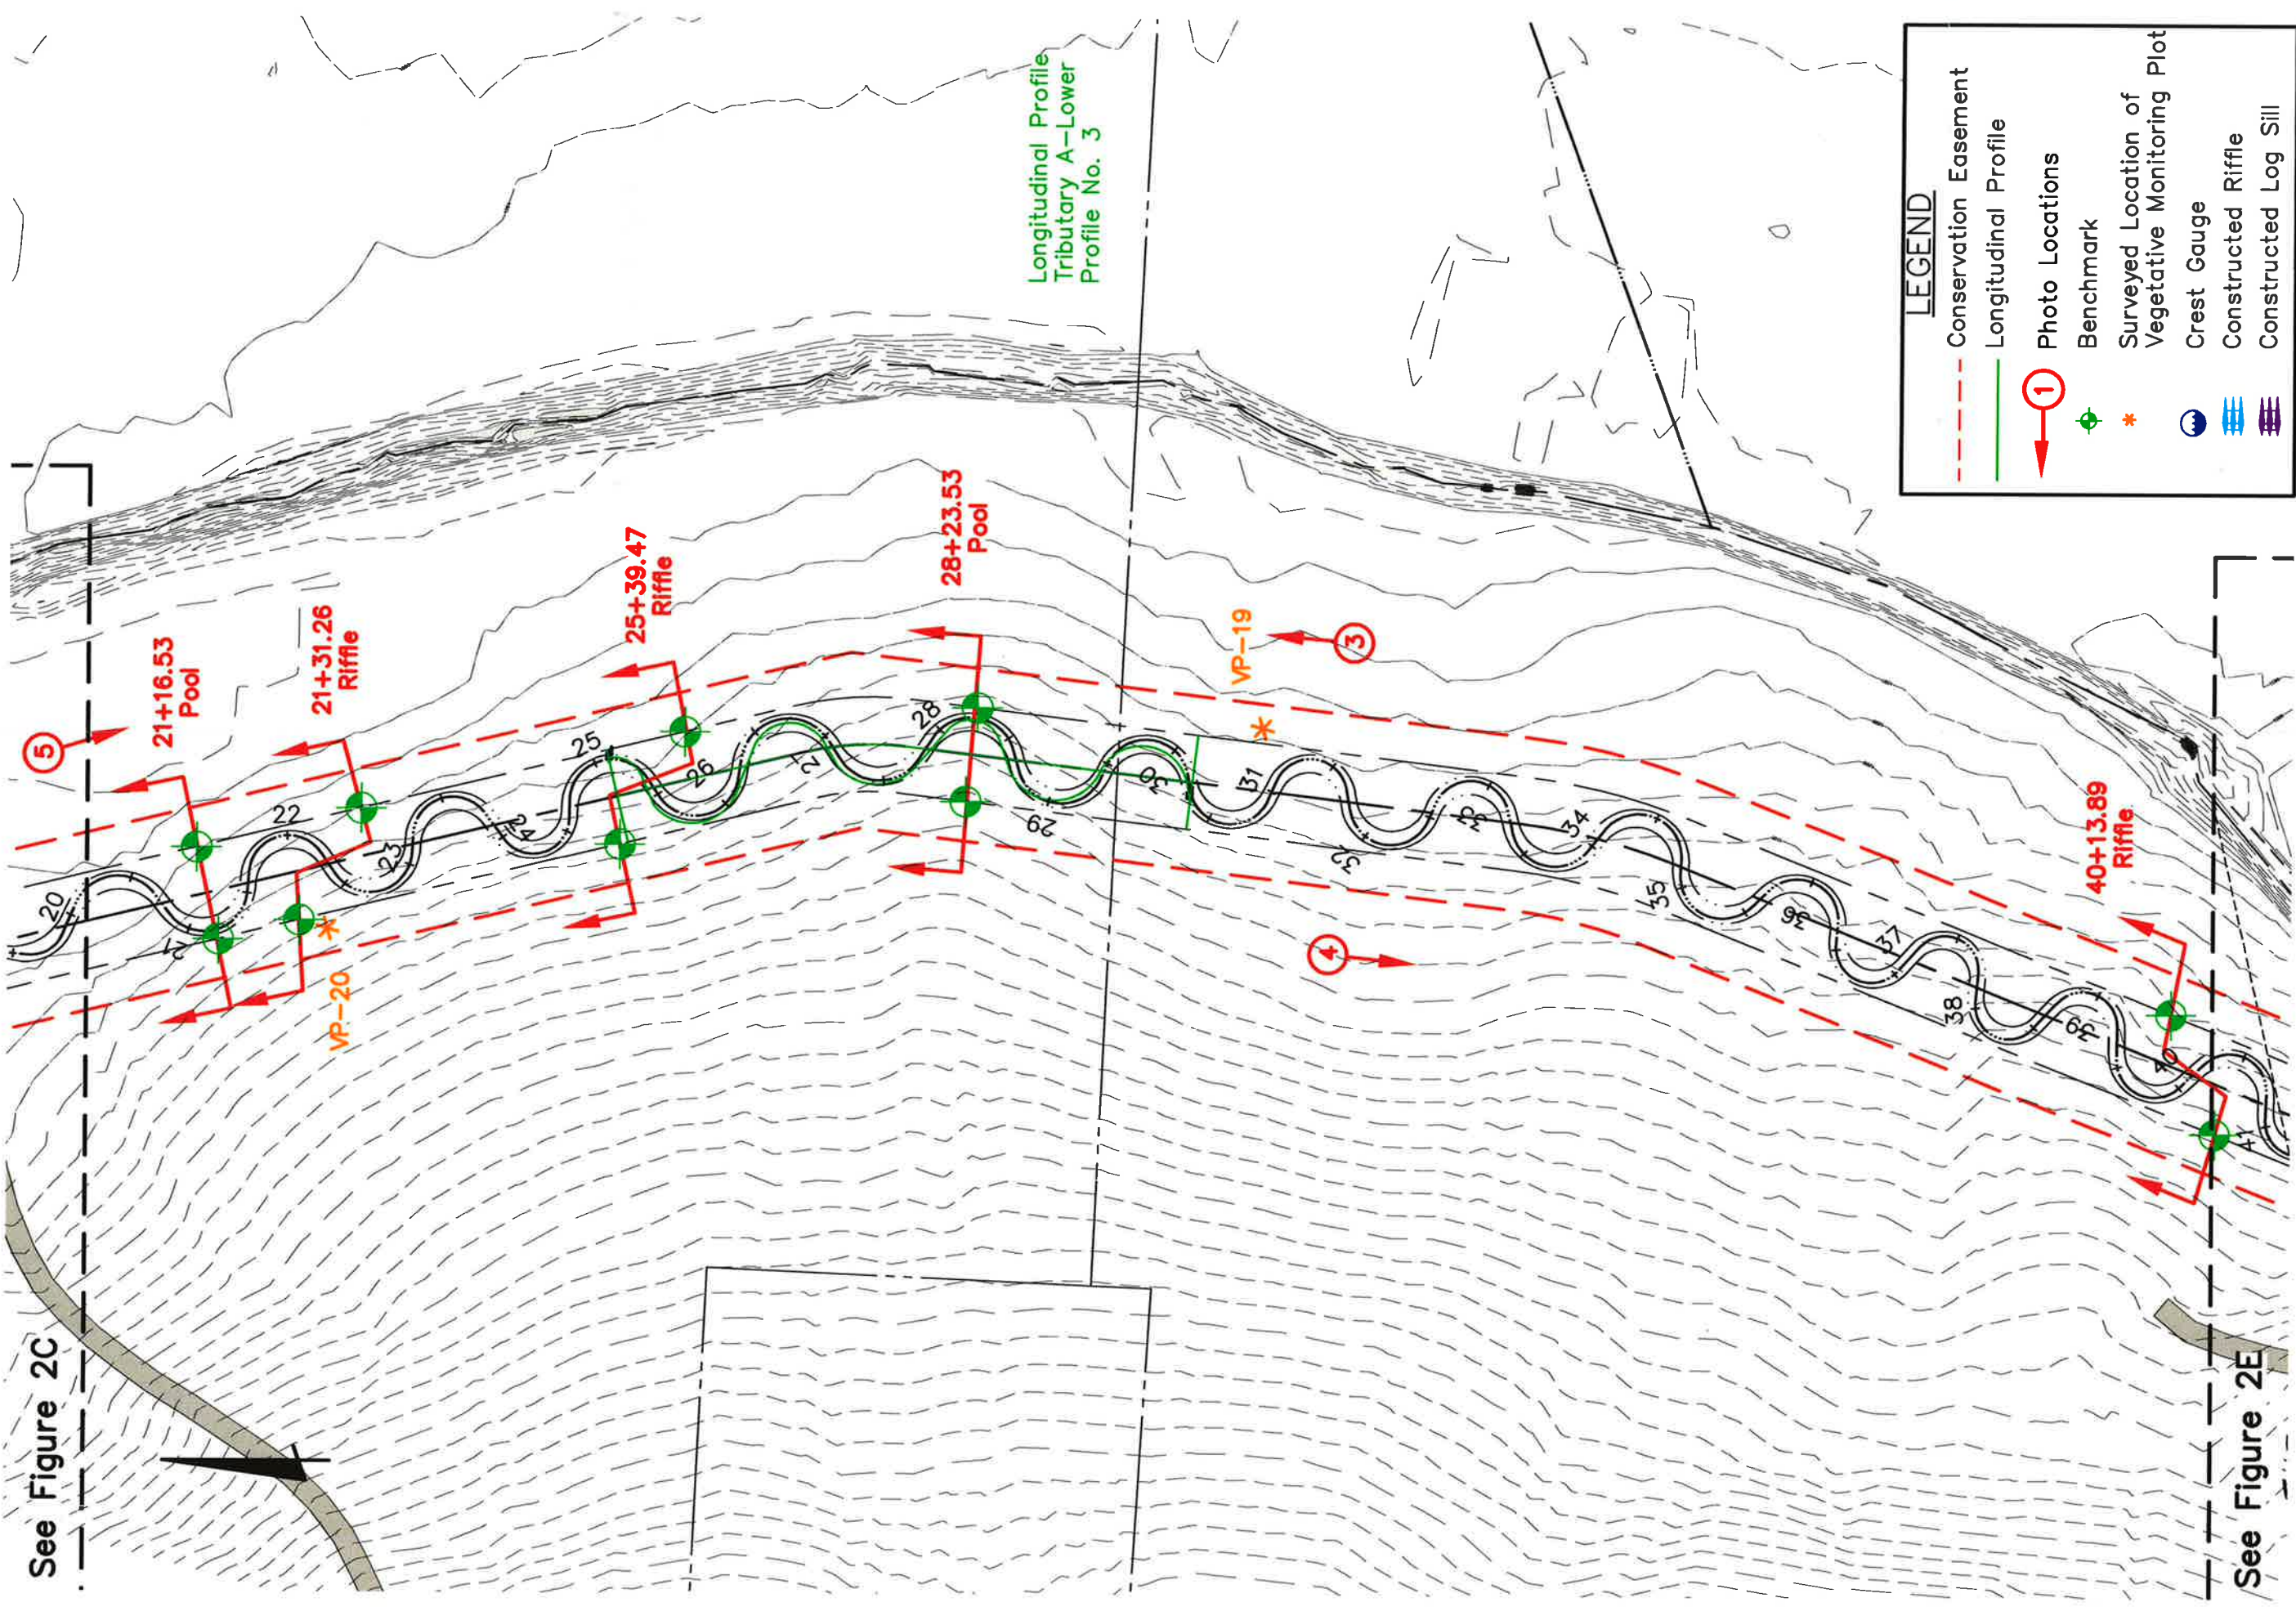 See Figure 2C
5
21+16.53
Pool
21+31.26
Riffle
25+39.47
Riffle
28+23.53
Pool
Longitudinal Profile
Tributary A-Lower
Profile No. 3
VP-20
VP-19
3
4
40+13.89
Riffle
20
21
22
23
24
25
26
27
28
29
30
31
32
33
34
35
36
37
38
39
40
41
See Figure 2E
LEGEND
Conservation Easement
Longitudinal Profile
1
Photo Locations
Benchmark
Surveyed Location of
Vegetative Monitoring Plot
Crest Gauge
Constructed Riffle
Constructed Log Sill